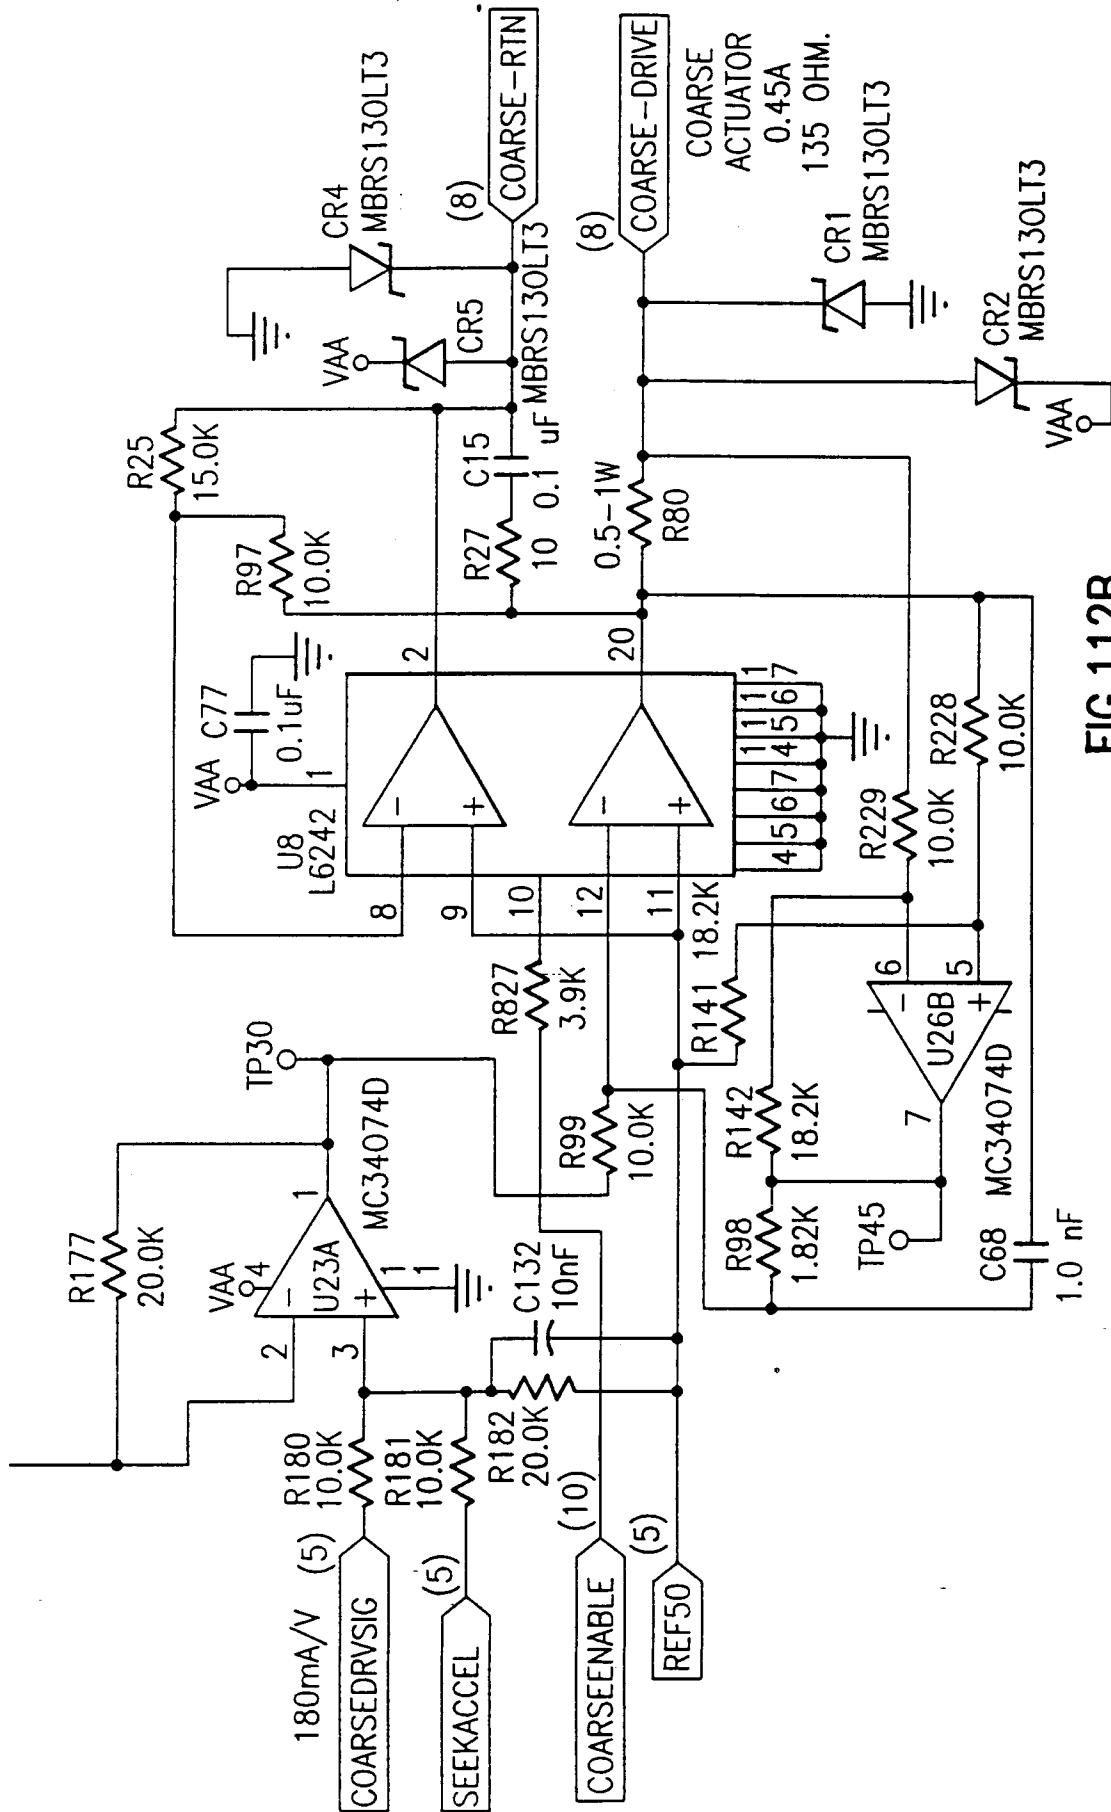 R177
20.0K
VAA
4
2
3
1
U23A
-
+
11
MC34074D
TP30
180mA/V
COARSEDRVSIG
(5)
R180
10.0K
SEEKACCEL
(5)
R181
10.0K
R182
20.0K
C132
10nF
COARSEENABLE
(10)
REF50
(5)
R827
3.9K
R99
10.0K
U8
L6242
VAA
1
C77
0.1uF
8
9
10
12
11
-
+
-
+
2
20
4 5 6 7 14 15 16 17
R25
15.0K
R97
10.0K
R27
10
C15
0.1 uF
VAA
CR5
MBRS130LT3
CR4
MBRS130LT3
(8)
COARSE-RTN
0.5-1W
R80
(8)
COARSE-DRIVE
COARSE
ACTUATOR
0.45A
135 OHM.
CR1
MBRS130LT3
CR2
MBRS130LT3
VAA
18.2K
R141
R142
18.2K
R98
1.82K
TP45
7
U26B
-
+
6
5
MC34074D
R229
10.0K
R228
10.0K
C68
1.0 nF
FIG.112B